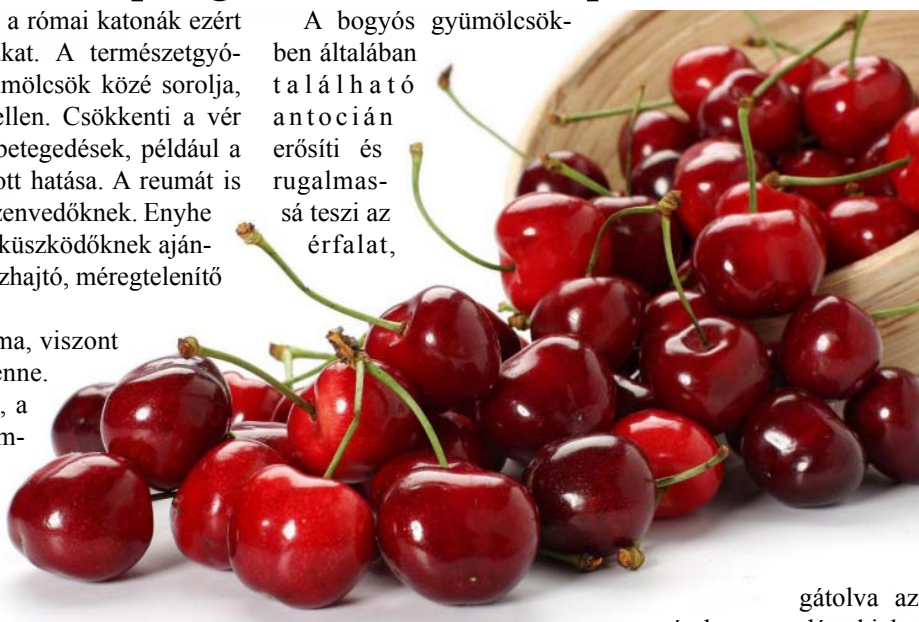 a római katonák ezért
kat. A természetgyó-
mölcsök közé sorolja,
ellen. Csökkenti a vér
betegedések, például a
ott hatása. A reumát is
zenvedőknek. Enyhe
küszködőknek aján-
zhajtó, méregtelenítő
ma, viszont
enne.
, a
m-
A bogyós gyümölcsök-
ben általában
található
antocián
erősíti és
rugalmas-
sá teszi az
érfalat,
gátolva az